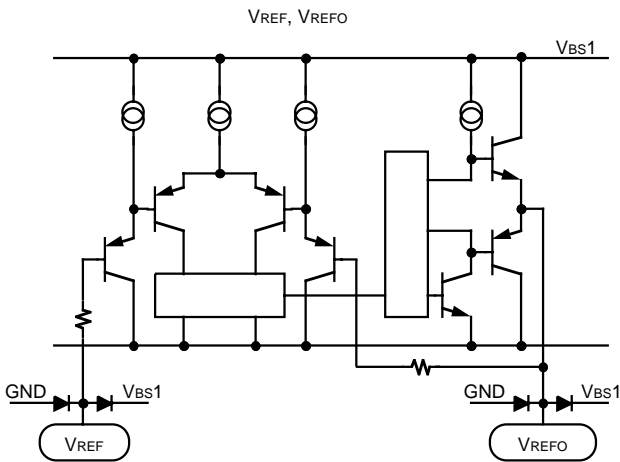 VREF, VREFO
VBS1
GND
VBS1
GND
VBS1
VREF
VREFO